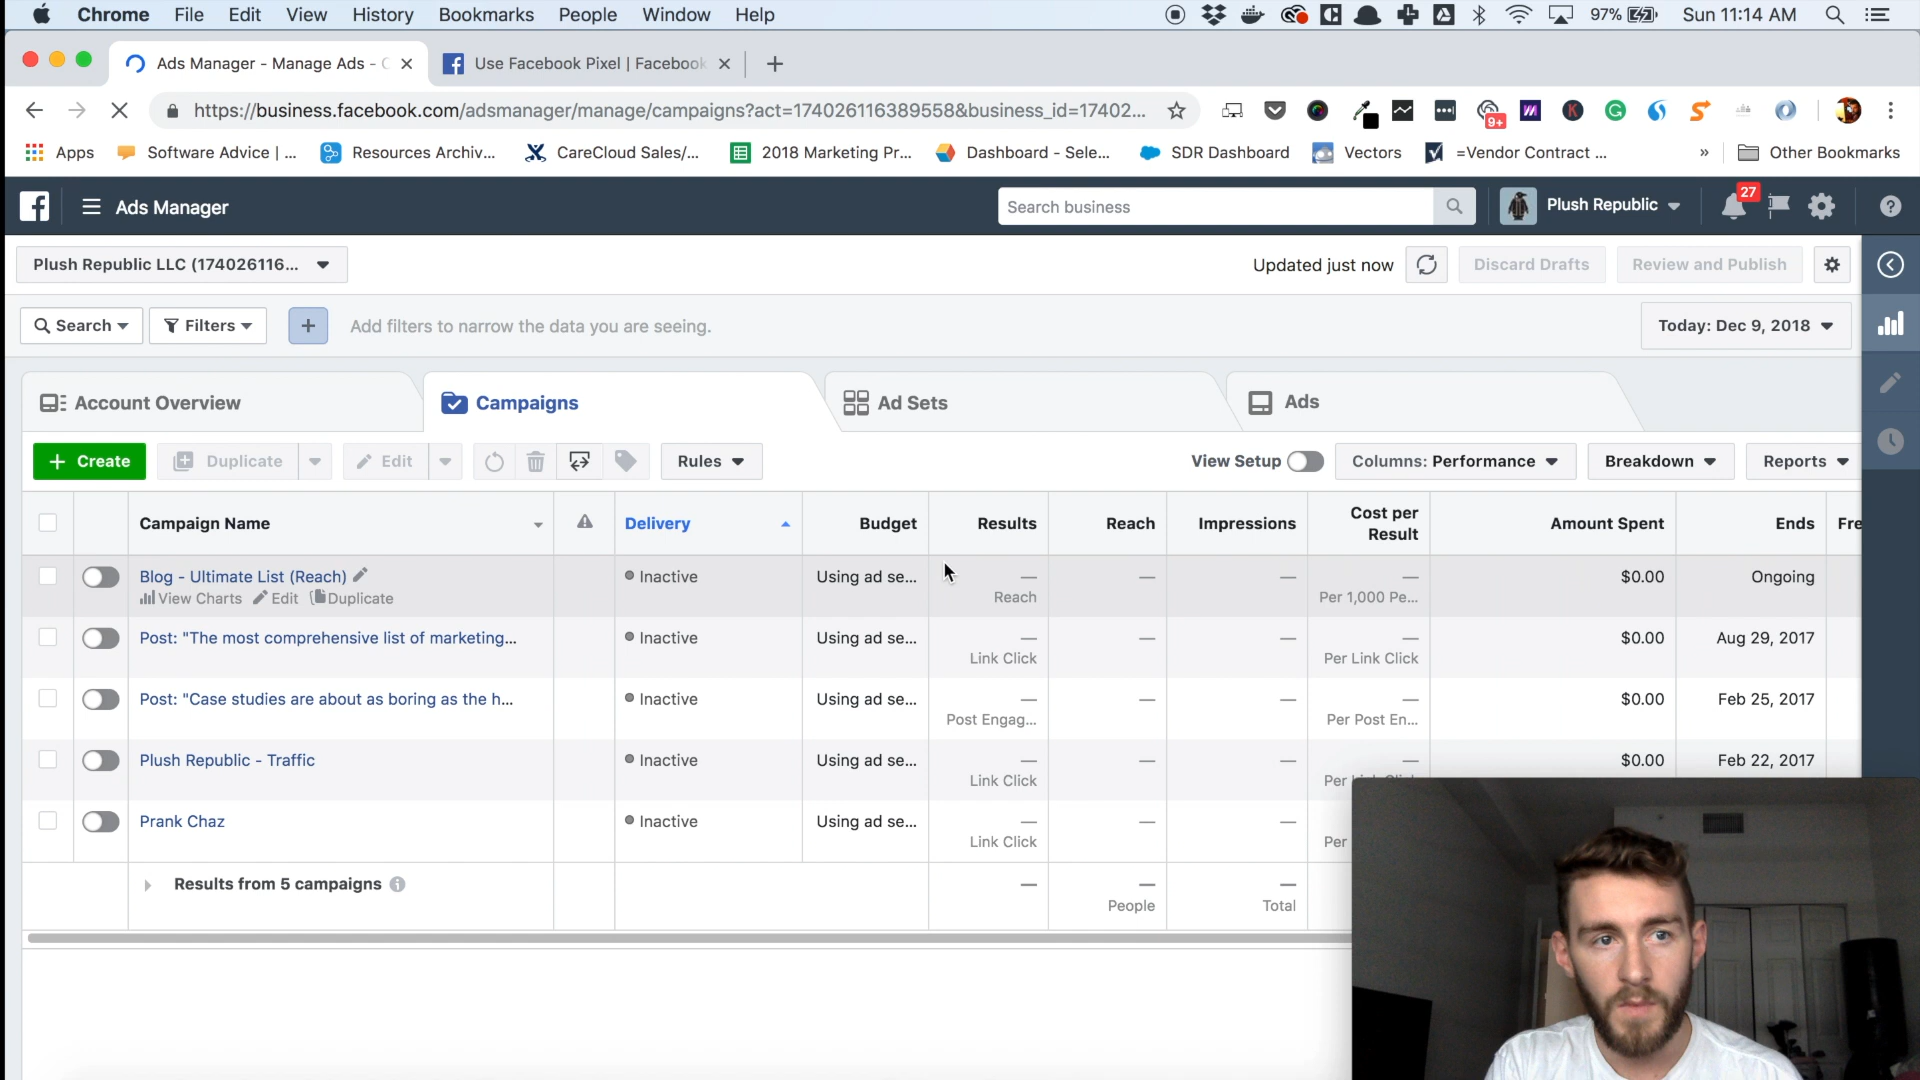 Chrome File Edit View History Bookmarks People Window Help 97% Sun 11:14 AM
Ads Manager - Manage Ads - Use Facebook Pixel | Facebook
https://business.facebook.com/adsmanager/manage/campaigns?act=174026116389558&business_id=17402... 9+
Apps Software Advice | ... Resources Archiv... CareCloud Sales/... 2018 Marketing Pr... Dashboard - Sele... SDR Dashboard Vectors =Vendor Contract ... » Other Bookmarks
Ads Manager Search business Plush Republic 27
Plush Republic LLC (174026116... Updated just now Discard Drafts Review and Publish
Search Filters + Add filters to narrow the data you are seeing. Today: Dec 9, 2018
Account Overview Campaigns Ad Sets Ads
+ Create Duplicate Edit Rules View Setup Columns: Performance Breakdown Reports
Campaign Name Delivery Budget Results Reach Impressions Cost per Result Amount Spent Ends Fre
Blog - Ultimate List (Reach) Inactive Using ad se... — — — — $0.00 Ongoing
View Charts Edit Duplicate Reach Per 1,000 Pe...
Post: "The most comprehensive list of marketing... Inactive Using ad se... — — — — $0.00 Aug 29, 2017
Link Click Per Link Click
Post: "Case studies are about as boring as the h... Inactive Using ad se... — — — — $0.00 Feb 25, 2017
Post Engag... Per Post En...
Plush Republic - Traffic Inactive Using ad se... — — — — $0.00 Feb 22, 2017
Link Click Per Link Click
Prank Chaz Inactive Using ad se... — — —
Link Click Per
Results from 5 campaigns — — —
People Total